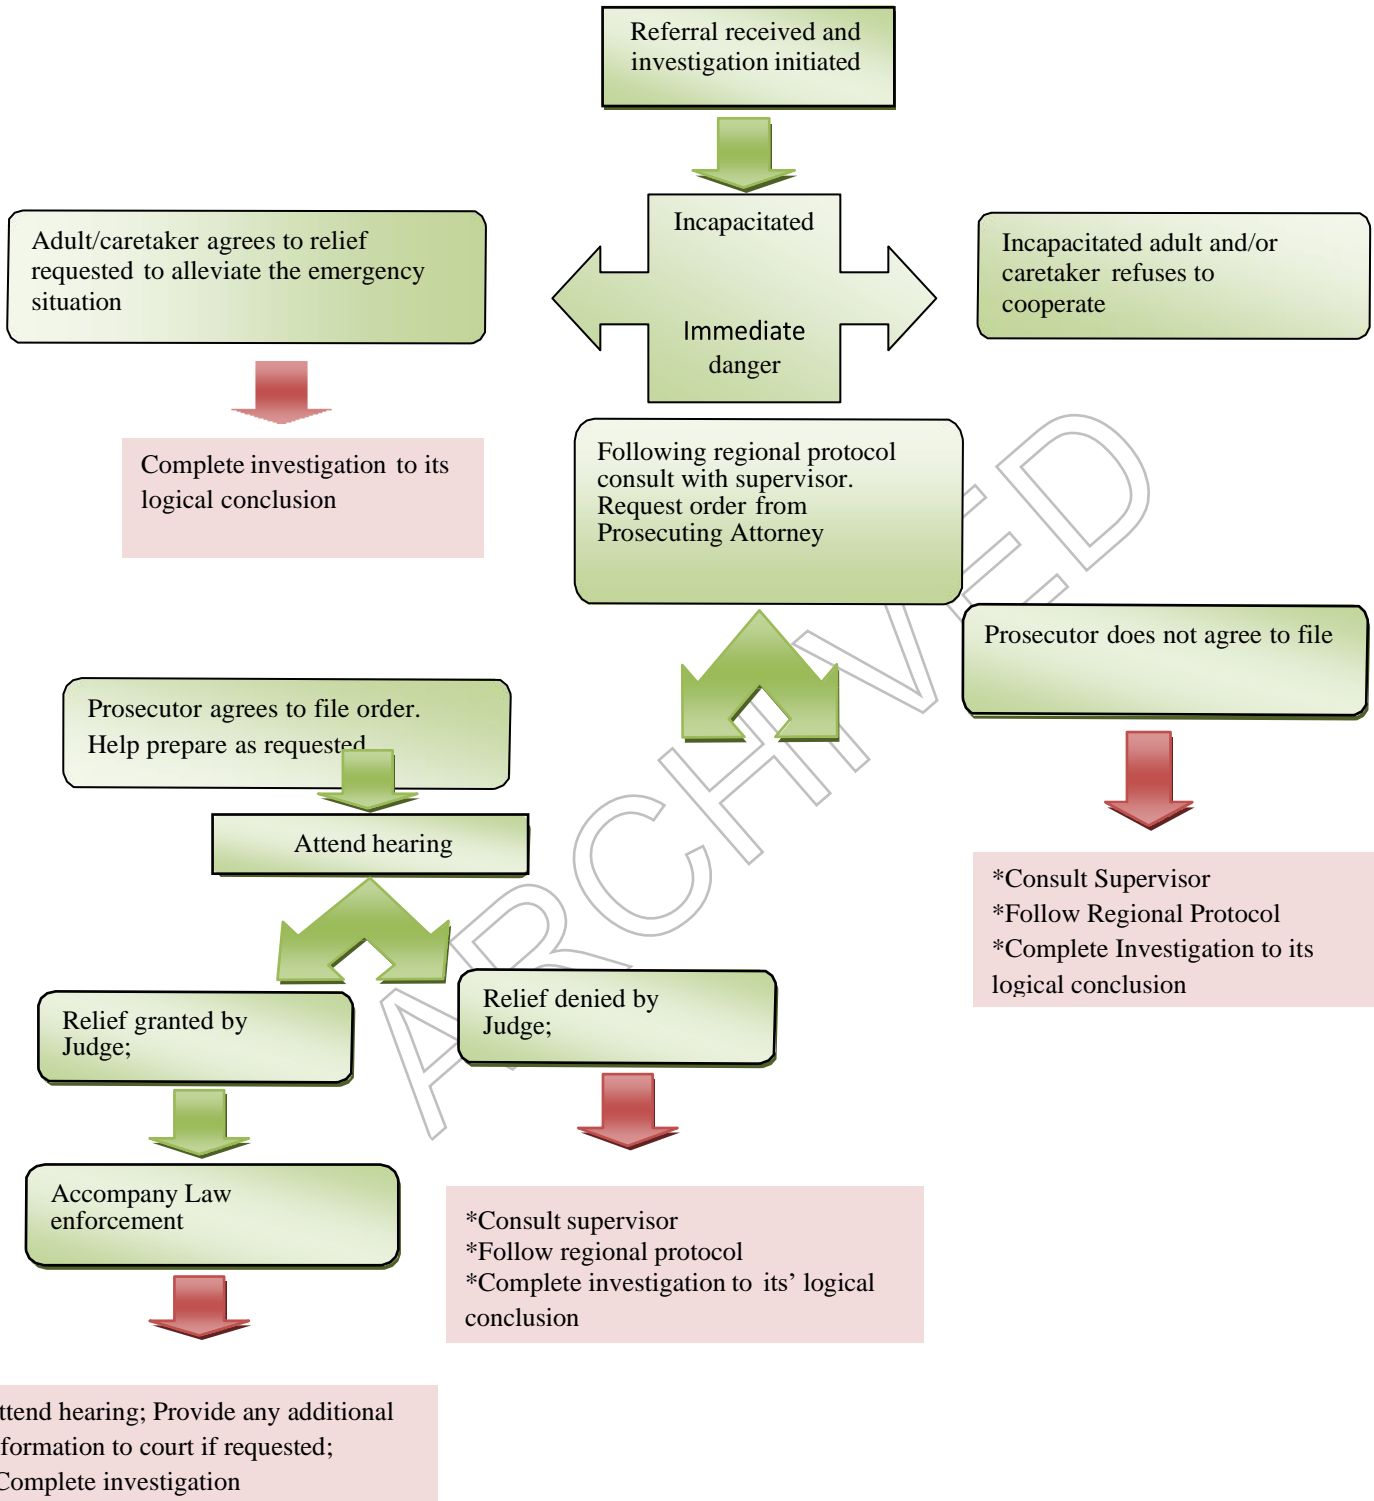 Referral received and
investigation initiated
Incapacitated
Immediate
danger
Adult/caretaker agrees to relief
requested to alleviate the emergency
situation
Incapacitated adult and/or
caretaker refuses to
cooperate
Complete investigation to its
logical conclusion
Following regional protocol
consult with supervisor.
Request order from
Prosecuting Attorney
Prosecutor does not agree to file
Prosecutor agrees to file order.
Help prepare as requested
Attend hearing
*Consult Supervisor
*Follow Regional Protocol
*Complete Investigation to its
logical conclusion
Relief granted by
Judge;
Relief denied by
Judge;
Accompany Law
enforcement
*Consult supervisor
*Follow regional protocol
*Complete investigation to its’ logical
conclusion
ttend hearing; Provide any additional
formation to court if requested;
Complete investigation
ARCHIVED